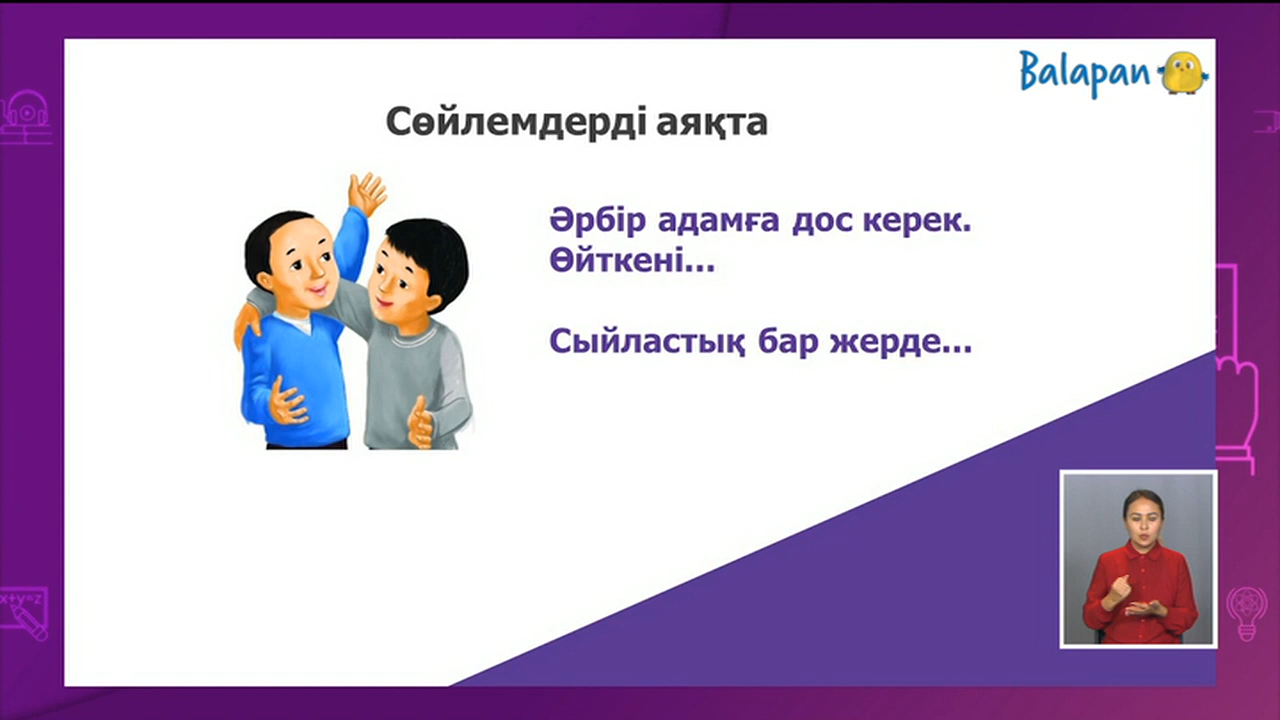 Balapan
Сөйлемдерді аяқта
Әрбір адамға дос керек.
Өйткені...
Сыйластық бар жерде...
x+y=z